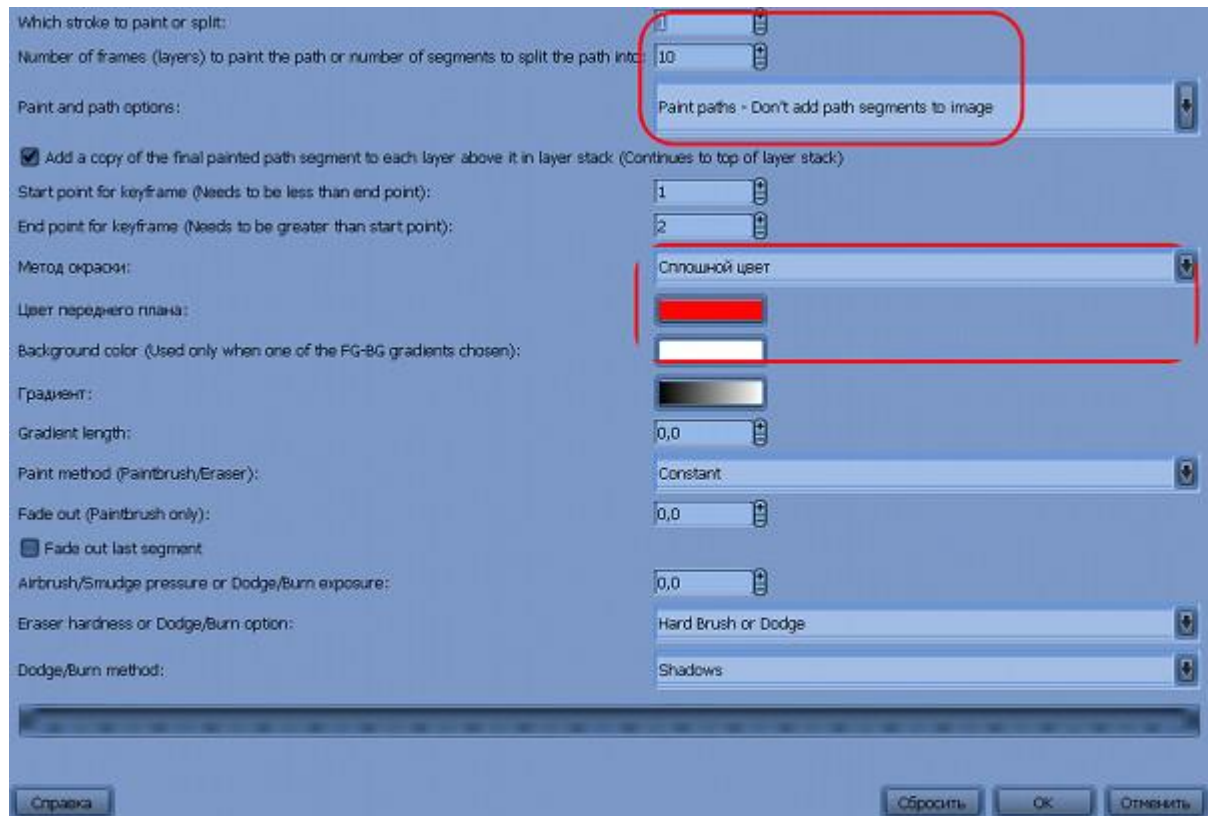 Which stroke to paint or split: 1
Number of frames (layers) to paint the path or number of segments to split the path into: 10
Paint and path options: Paint paths - Don't add path segments to image
Add a copy of the final painted path segment to each layer above it in layer stack (Continues to top of layer stack)
Start point for keyframe (Needs to be less than end point): 1
End point for keyframe (Needs to be greater than start point): 2
Метод окраски: Сплошной цвет
Цвет переднего плана:
Background color (Used only when one of the FG-BG gradients chosen):
Градиент:
Gradient length: 0,0
Paint method (Paintbrush/Eraser): Constant
Fade out (Paintbrush only): 0,0
Fade out last segment
Airbrush/Smudge pressure or Dodge/Burn exposure: 0,0
Eraser hardness or Dodge/Burn option: Hard Brush or Dodge
Dodge/Burn method: Shadows
Справка Сбросить OK Отменить